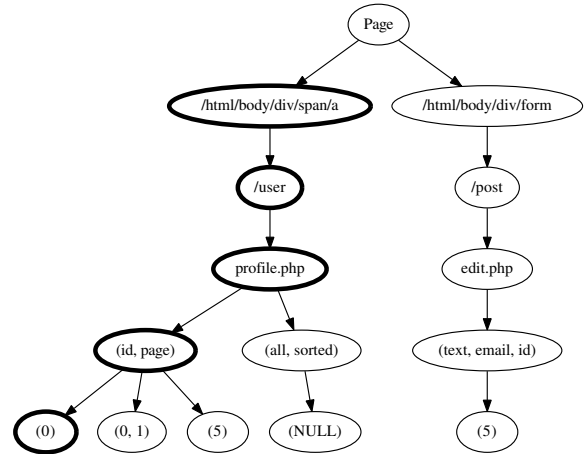 Page
/html/body/div/span/a
/html/body/div/form
/user
/post
profile.php
edit.php
(id, page)
(all, sorted)
(text, email, id)
(0)
(0, 1)
(5)
(NULL)
(5)